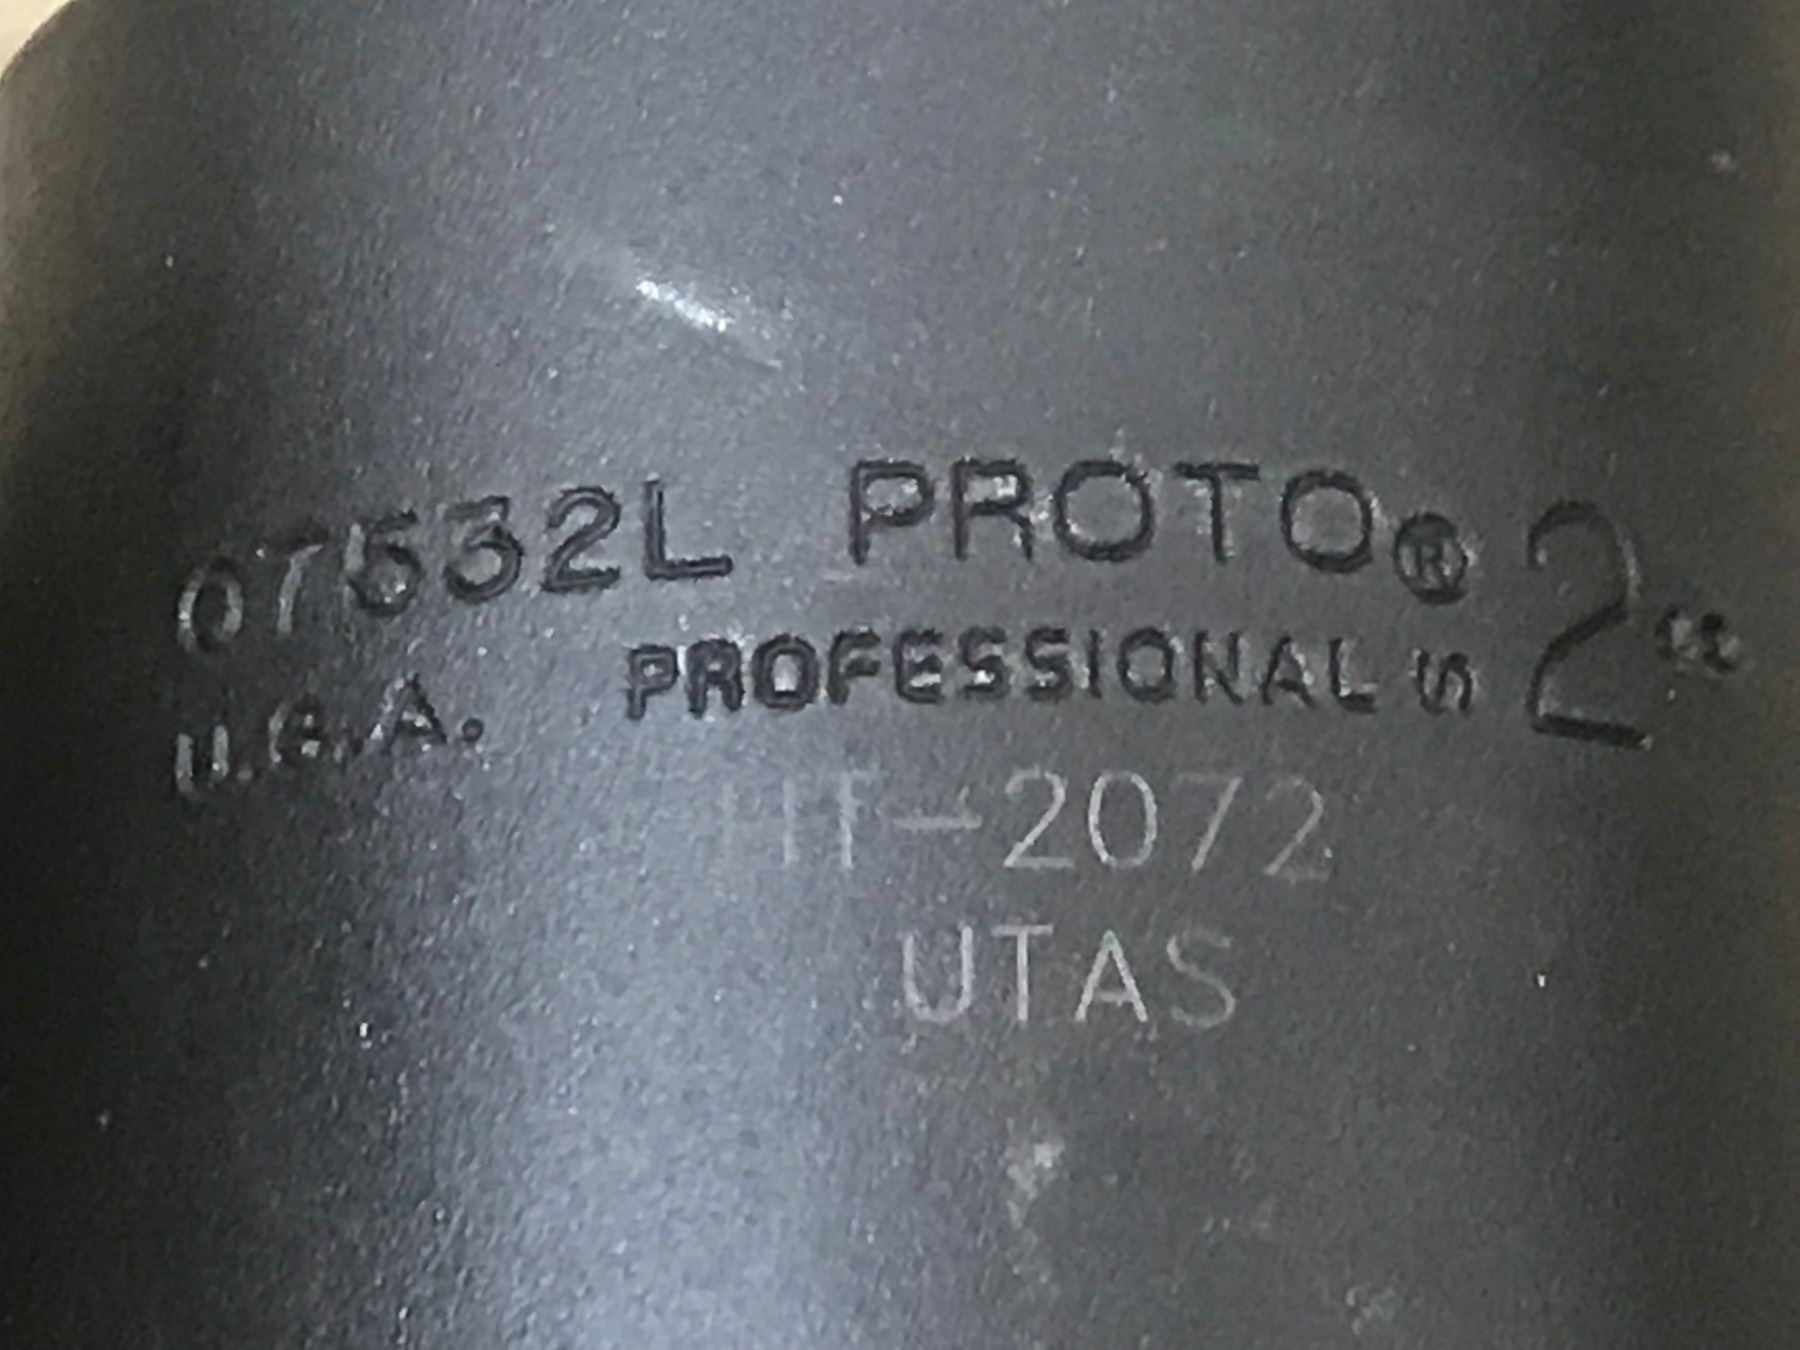 07532L PROTO® 2"
U.S.A. PROFESSIONAL S
HT-2072
UTAS